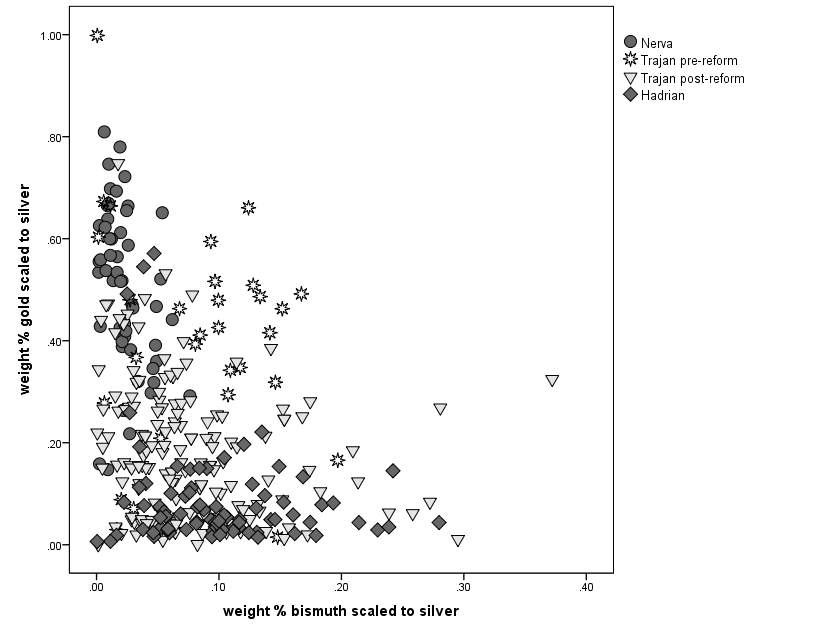 1.00
.80
.60
.40
.20
.00
weight % gold scaled to silver
.00 .10 .20 .30 .40
weight % bismuth scaled to silver
Nerva
Trajan pre-reform
Trajan post-reform
Hadrian